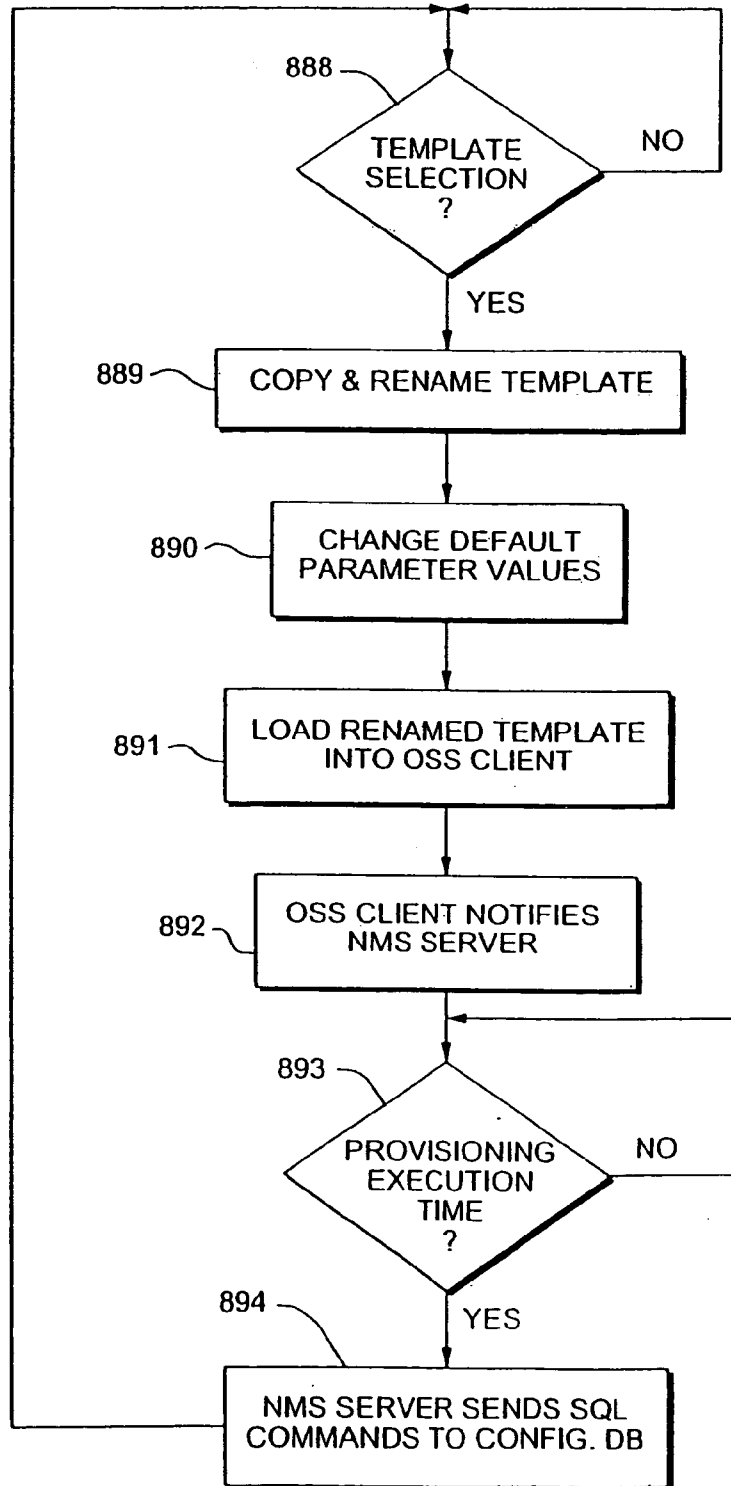 888
TEMPLATE
SELECTION
?
NO
YES
889
COPY & RENAME TEMPLATE
890
CHANGE DEFAULT
PARAMETER VALUES
891
LOAD RENAMED TEMPLATE
INTO OSS CLIENT
892
OSS CLIENT NOTIFIES
NMS SERVER
893
PROVISIONING
EXECUTION
TIME
?
NO
YES
894
NMS SERVER SENDS SQL
COMMANDS TO CONFIG. DB